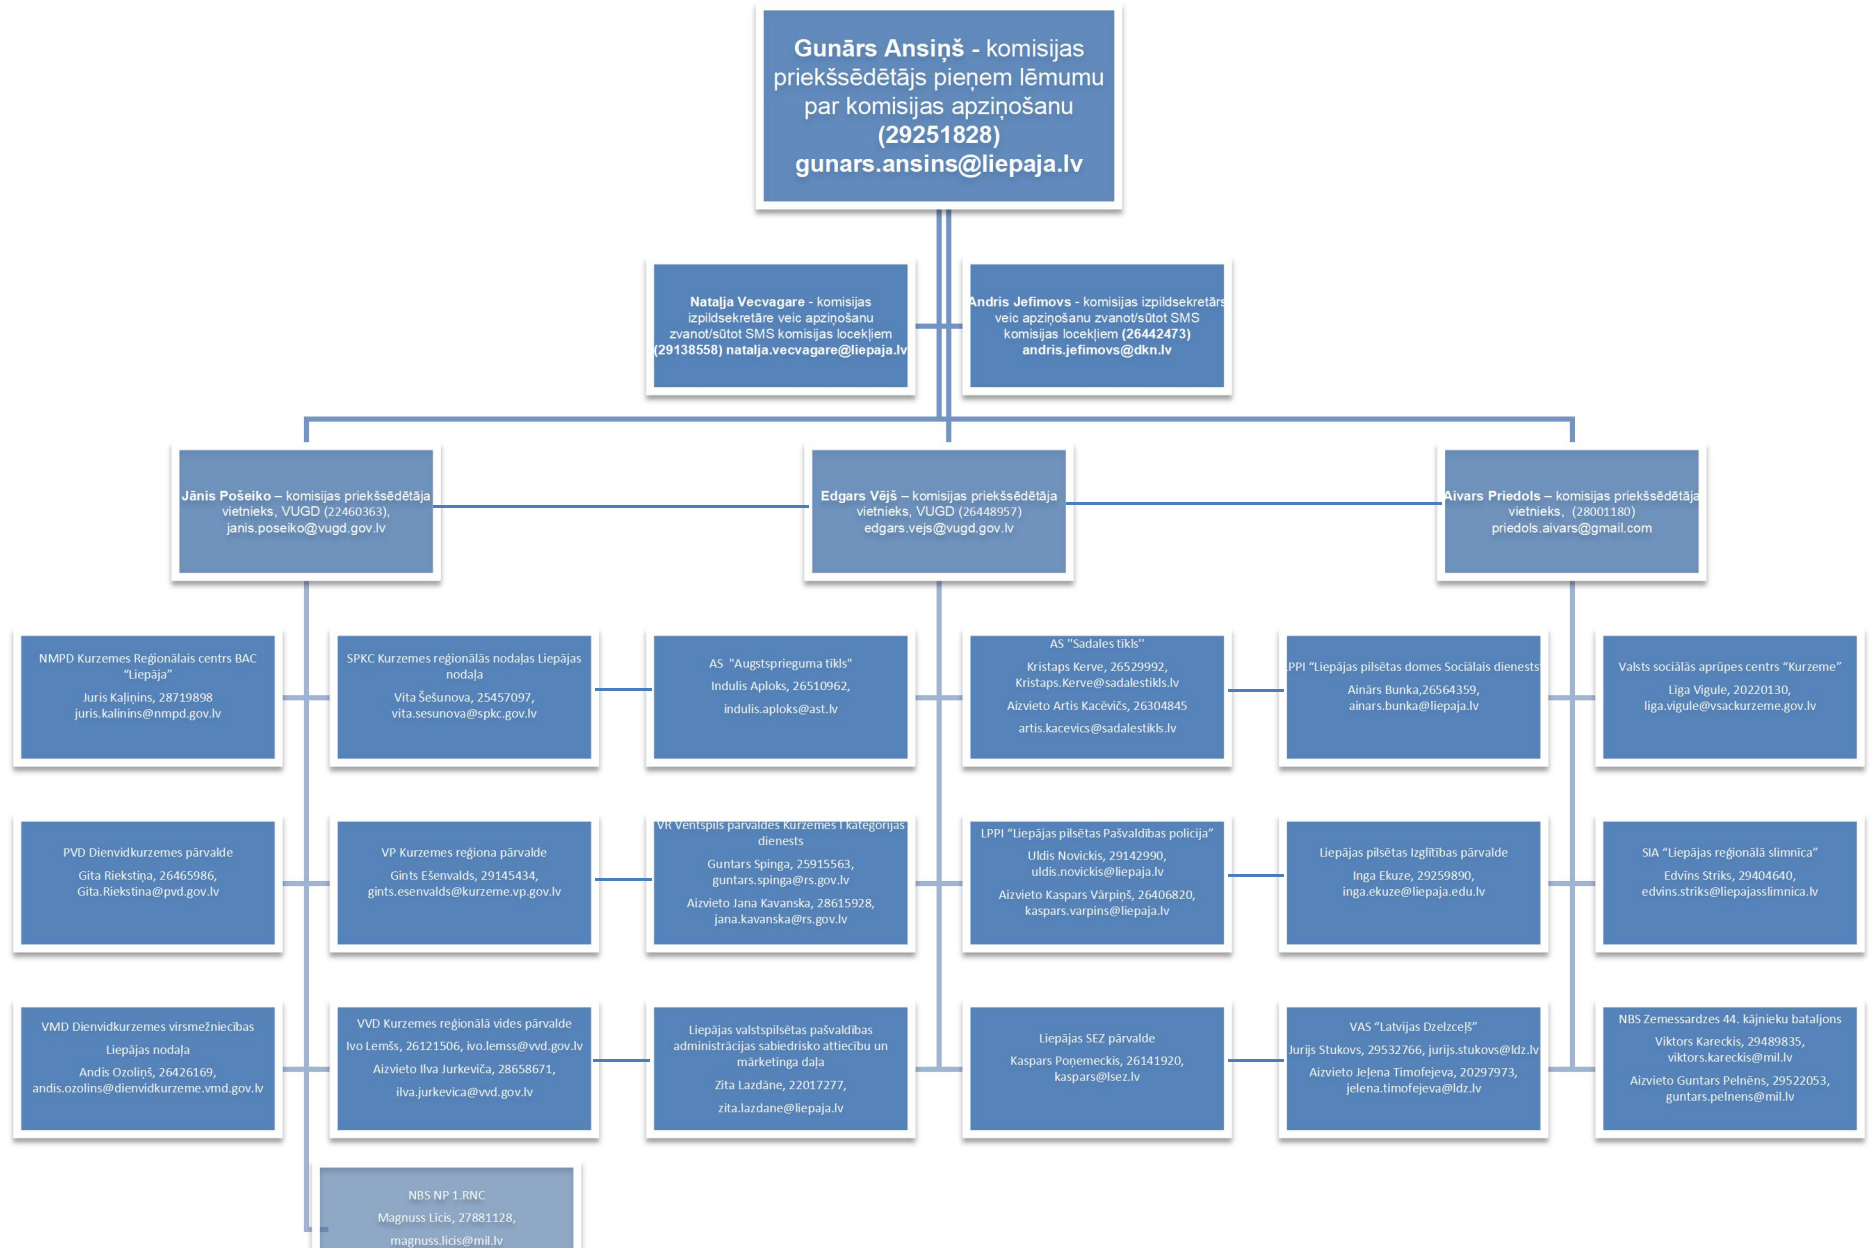 Gunārs Ansiņš - komisijas
priekšsēdētājs pieņem lēmumu
par komisijas apziņošanu
(29251828)
gunars.ansins@liepaja.lv
Natalja Vecvagare - komisijas
izpildsekretāre veic apziņošanu
zvanot/sūtot SMS komisijas locekļiem
(29138558) natalja.vecvagare@liepaja.lv
Andris Jefimovs - komisijas izpildsekretārs
veic apziņošanu zvanot/sūtot SMS
komisijas locekļiem (26442473)
andris.jefimovs@dkn.lv
Jānis Pošeiko – komisijas priekšsēdētāja
vietnieks, VUGD (22460363),
janis.poseiko@vugd.gov.lv
Edgars Vējš – komisijas priekšsēdētāja
vietnieks, VUGD (26448957)
edgars.vejs@vugd.gov.lv
Aivars Priedols – komisijas priekšsēdētāja
vietnieks, (28001180)
priedols.aivars@gmail.com
NMPD Kurzemes Reģionālais centrs BAC
“Liepāja”
Juris Kaļiņins, 28719898
juris.kalinins@nmpd.gov.lv
SPKC Kurzemes reģionālās nodaļas Liepājas
nodaļa
Vita Šešunova, 25457097,
vita.sesunova@spkc.gov.lv
AS "Augstsprieguma tīkls"
Indulis Aploks, 26510962,
indulis.aploks@ast.lv
AS "Sadales tīkls''
Kristaps Kerve, 26529992,
Kristaps.Kerve@sadalestikls.lv
Aizvieto Artis Kacēvičs, 26304845
artis.kacevics@sadalestikls.lv
LPPI “Liepājas pilsētas domes Sociālais dienests”
Ainārs Bunka,26564359,
ainars.bunka@liepaja.lv
Valsts sociālās aprūpes centrs “Kurzeme”
Līga Vigule, 20220130,
liga.vigule@vsackurzeme.gov.lv
PVD Dienvidkurzemes pārvalde
Gita Riekstiņa, 26465986,
Gita.Riekstina@pvd.gov.lv
VP Kurzemes reģiona pārvalde
Gints Ešenvalds, 29145434,
gints.esenvalds@kurzeme.vp.gov.lv
VR Ventspils pārvaldes Kurzemes I kategorijas
dienests
Guntars Spinga, 25915563,
guntars.spinga@rs.gov.lv
Aizvieto Jana Kavanska, 28615928,
jana.kavanska@rs.gov.lv
LPPI “Liepājas pilsētas Pašvaldības policija”
Uldis Novickis, 29142990,
uldis.novickis@liepaja.lv
Aizvieto Kaspars Vārpiņš, 26406820,
kaspars.varpins@liepaja.lv
Liepājas pilsētas Izglītības pārvalde
Inga Ekuze, 29259890,
inga.ekuze@liepaja.edu.lv
SIA “Liepājas reģionālā slimnīca”
Edvīns Striks, 29404640,
edvins.striks@liepajasslimnica.lv
VMD Dienvidkurzemes virsmežniecības
Liepājas nodaļa
Andis Ozoliņš, 26426169,
andis.ozolins@dienvidkurzeme.vmd.gov.lv
VVD Kurzemes reģionālā vides pārvalde
Ivo Lemšs, 26121506, ivo.lemss@vvd.gov.lv
Aizvieto Ilva Jurkeviča, 28658671,
ilva.jurkevica@vvd.gov.lv
Liepājas valstspilsētas pašvaldības
administrācijas sabiedrisko attiecību un
mārketinga daļa
Zita Lazdāne, 22017277,
zita.lazdane@liepaja.lv
Liepājas SEZ pārvalde
Kaspars Poņemeckis, 26141920,
kaspars@lsez.lv
VAS “Latvijas Dzelzceļš”
Jurijs Stukovs, 29532766, jurijs.stukovs@ldz.lv
Aizvieto Jeļena Timofejeva, 20297973,
jelena.timofejeva@ldz.lv
NBS Zemessardzes 44. kājnieku bataljons
Viktors Kareckis, 29489835,
viktors.kareckis@mil.lv
Aizvieto Guntars Pelnēns, 29522053,
guntars.pelnens@mil.lv
NBS NP 1.RNC
Magnuss Līcis, 27881128,
magnuss.licis@mil.lv